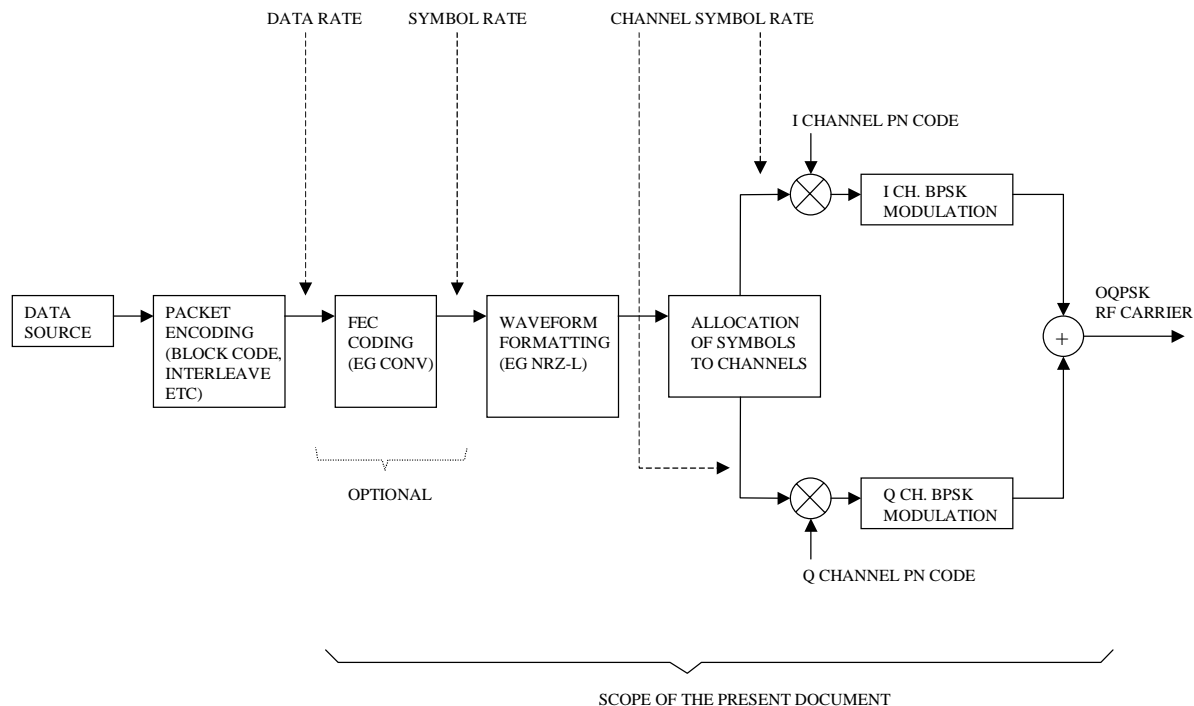 DATA RATE
SYMBOL RATE
CHANNEL SYMBOL RATE
I CHANNEL PN CODE
I CH. BPSK
MODULATION
DATA
SOURCE
PACKET
ENCODING
(BLOCK CODE,
INTERLEAVE
ETC)
FEC
CODING
(EG CONV)
WAVEFORM
FORMATTING
(EG NRZ-L)
ALLOCATION
OF SYMBOLS
TO CHANNELS
OQPSK
RF CARRIER
+
OPTIONAL
Q CH. BPSK
MODULATION
Q CHANNEL PN CODE
SCOPE OF THE PRESENT DOCUMENT